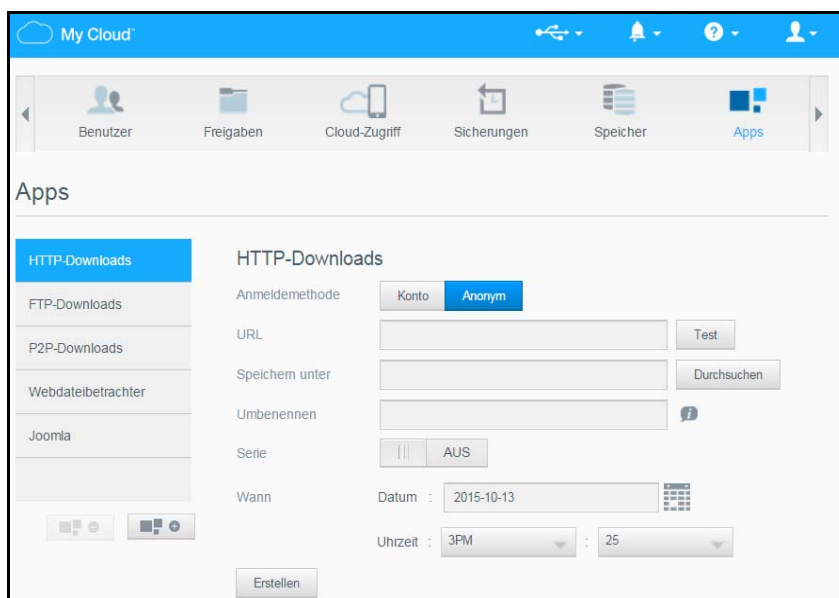 My Cloud™
Benutzer
Freigaben
Cloud-Zugriff
Sicherungen
Speicher
Apps
Apps
HTTP-Downloads
FTP-Downloads
P2P-Downloads
Webdateibetrachter
Joomla
HTTP-Downloads
Anmeldemethode Konto Anonym
URL Test
Speichern unter Durchsuchen
Umbenennen
Serie AUS
Wann Datum : 2015-10-13
Uhrzeit : 3PM : 25
Erstellen